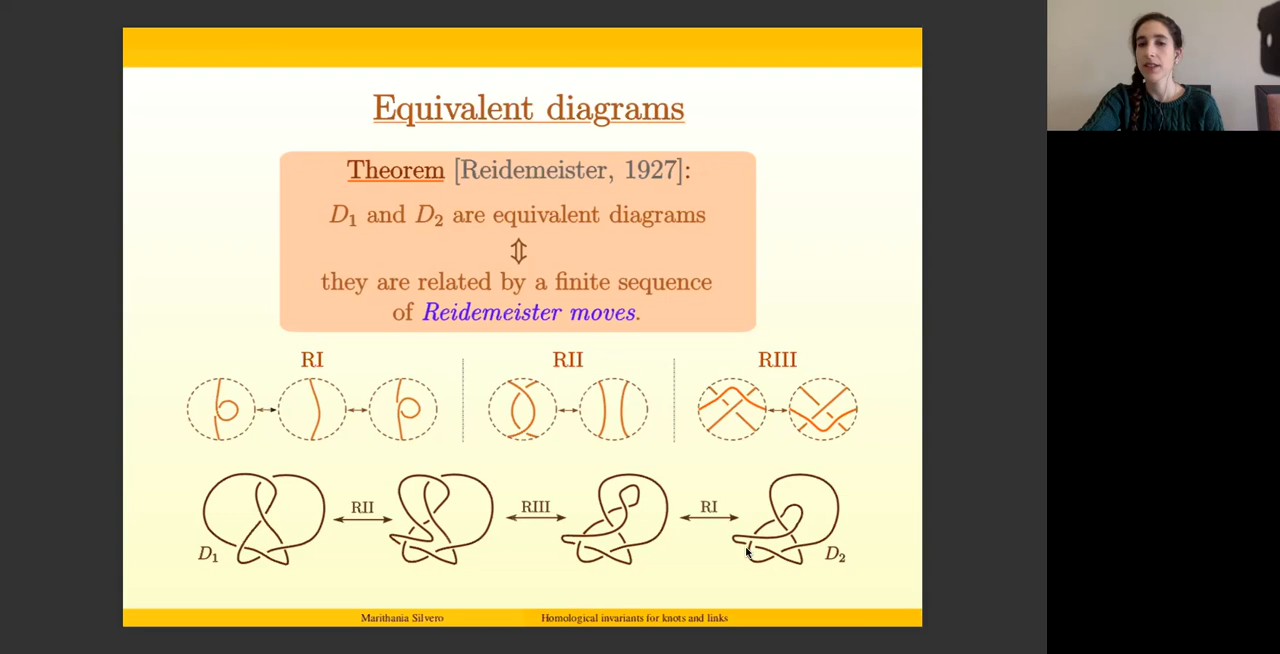 Equivalent diagrams
Theorem [Reidemeister, 1927]:
D₁ and D₂ are equivalent diagrams
⇕
they are related by a finite sequence
of Reidemeister moves.
RI RII RIII
RII RIII RI
D₁ D₂
Marithania Silvero Homological invariants for knots and links